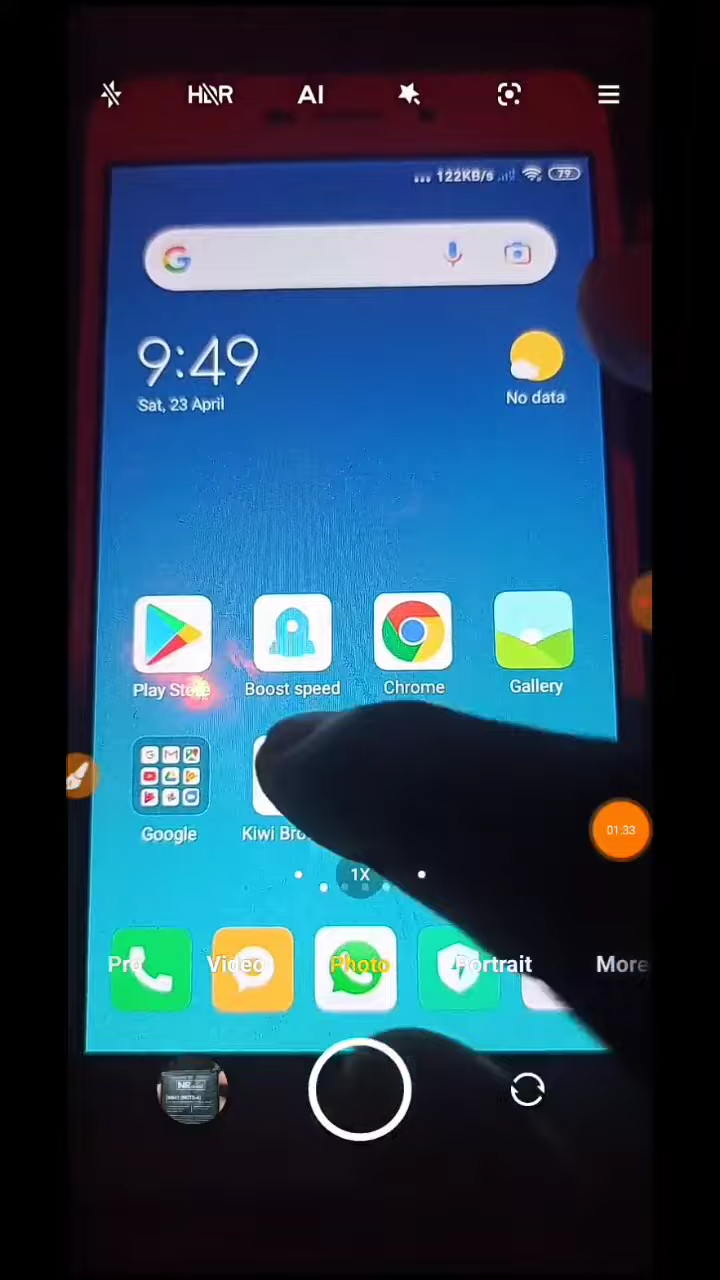 HDR AI
122KB/s 79
9:49
Sat, 23 April
No data
Play Store Boost speed Chrome Gallery
Google Kiwi Bro
01:33
1X
Pro Video Photo Portrait More